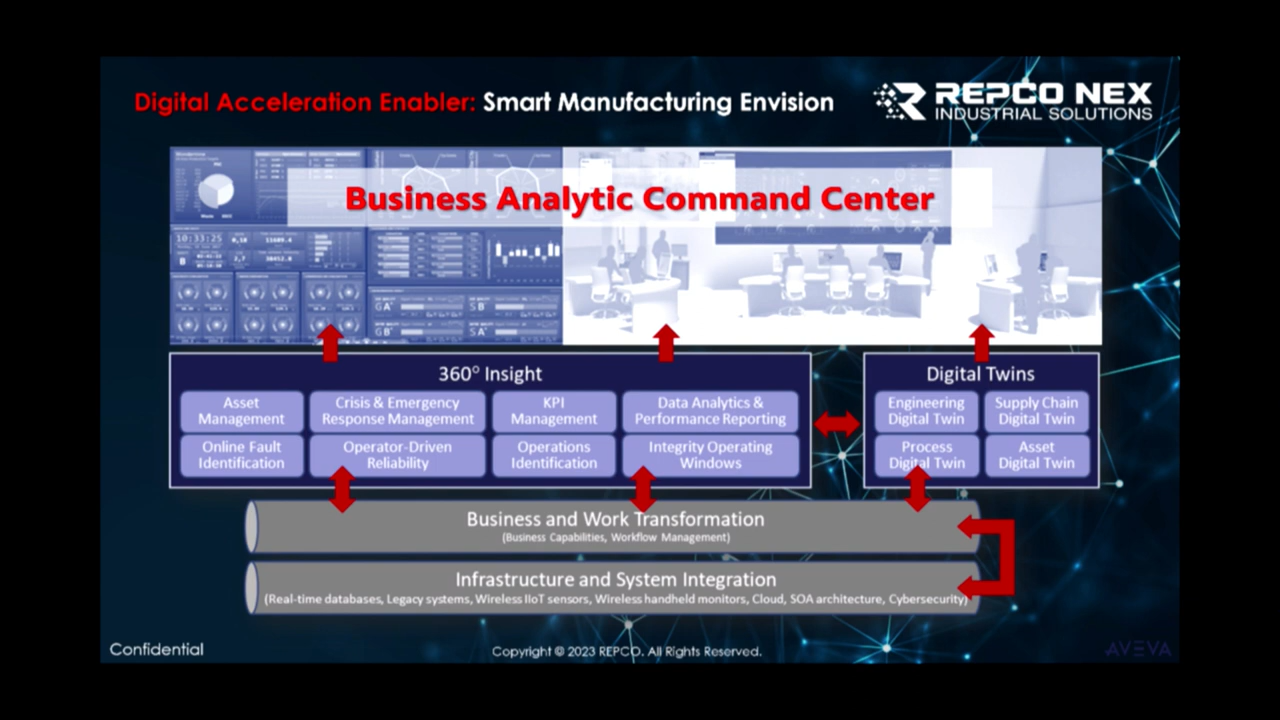 Digital Acceleration Enabler: Smart Manufacturing Envision
REPCO NEX
INDUSTRIAL SOLUTIONS
Business Analytic Command Center
10:33:25
360° Insight
Asset
Management
Crisis & Emergency
Response Management
KPI
Management
Data Analytics &
Performance Reporting
Online Fault
Identification
Operator-Driven
Reliability
Operations
Identification
Integrity Operating
Windows
Digital Twins
Engineering
Digital Twin
Supply Chain
Digital Twin
Process
Digital Twin
Asset
Digital Twin
Business and Work Transformation
(Business Capabilities, Workflow Management)
Infrastructure and System Integration
(Real-time databases, Legacy systems, Wireless IIoT sensors, Wireless handheld monitors, Cloud, SOA architecture, Cybersecurity)
Confidential
Copyright © 2023 REPCO. All Rights Reserved.
AVEVA